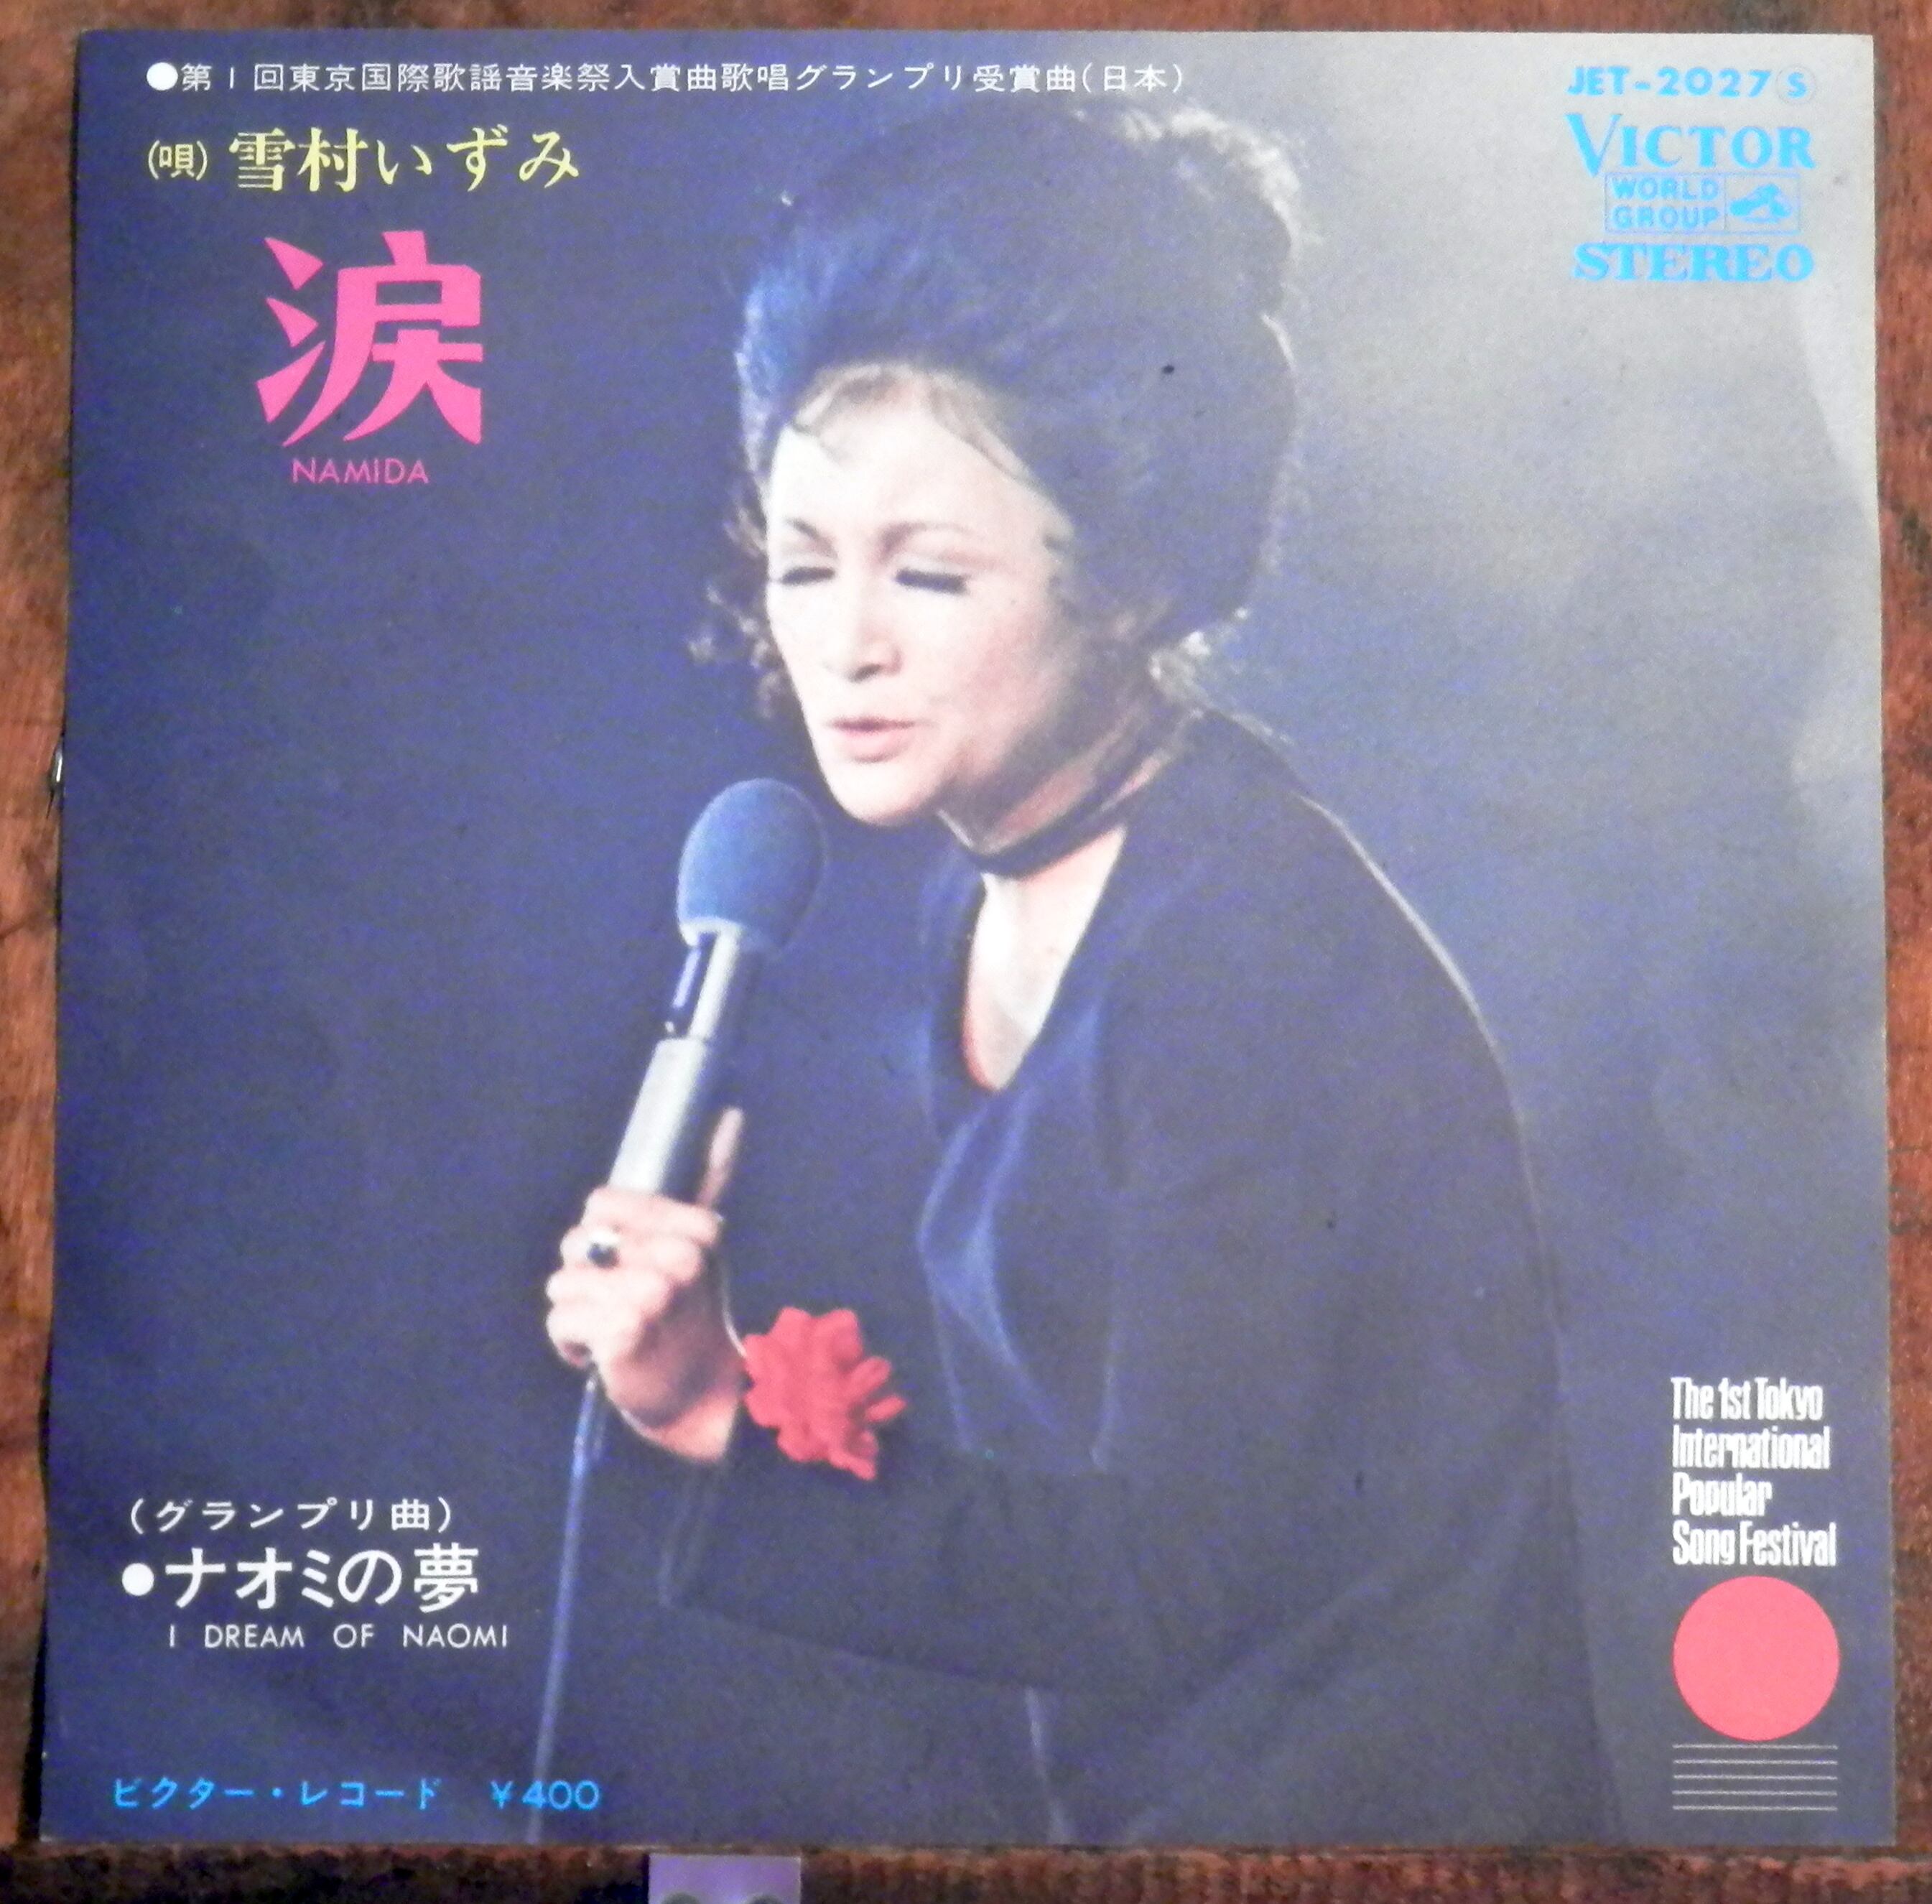 ●第1回東京国際歌謡音楽祭入賞曲歌唱グランプリ受賞曲(日本)
(唄) 雪村いずみ
涙
NAMIDA
JET-2027 S
VICTOR
WORLD
GROUP
STEREO
The 1st Tokyo
International
Popular
Song Festival
(グランプリ曲)
●ナオミの夢
I DREAM OF NAOMI
ビクター・レコード ¥400